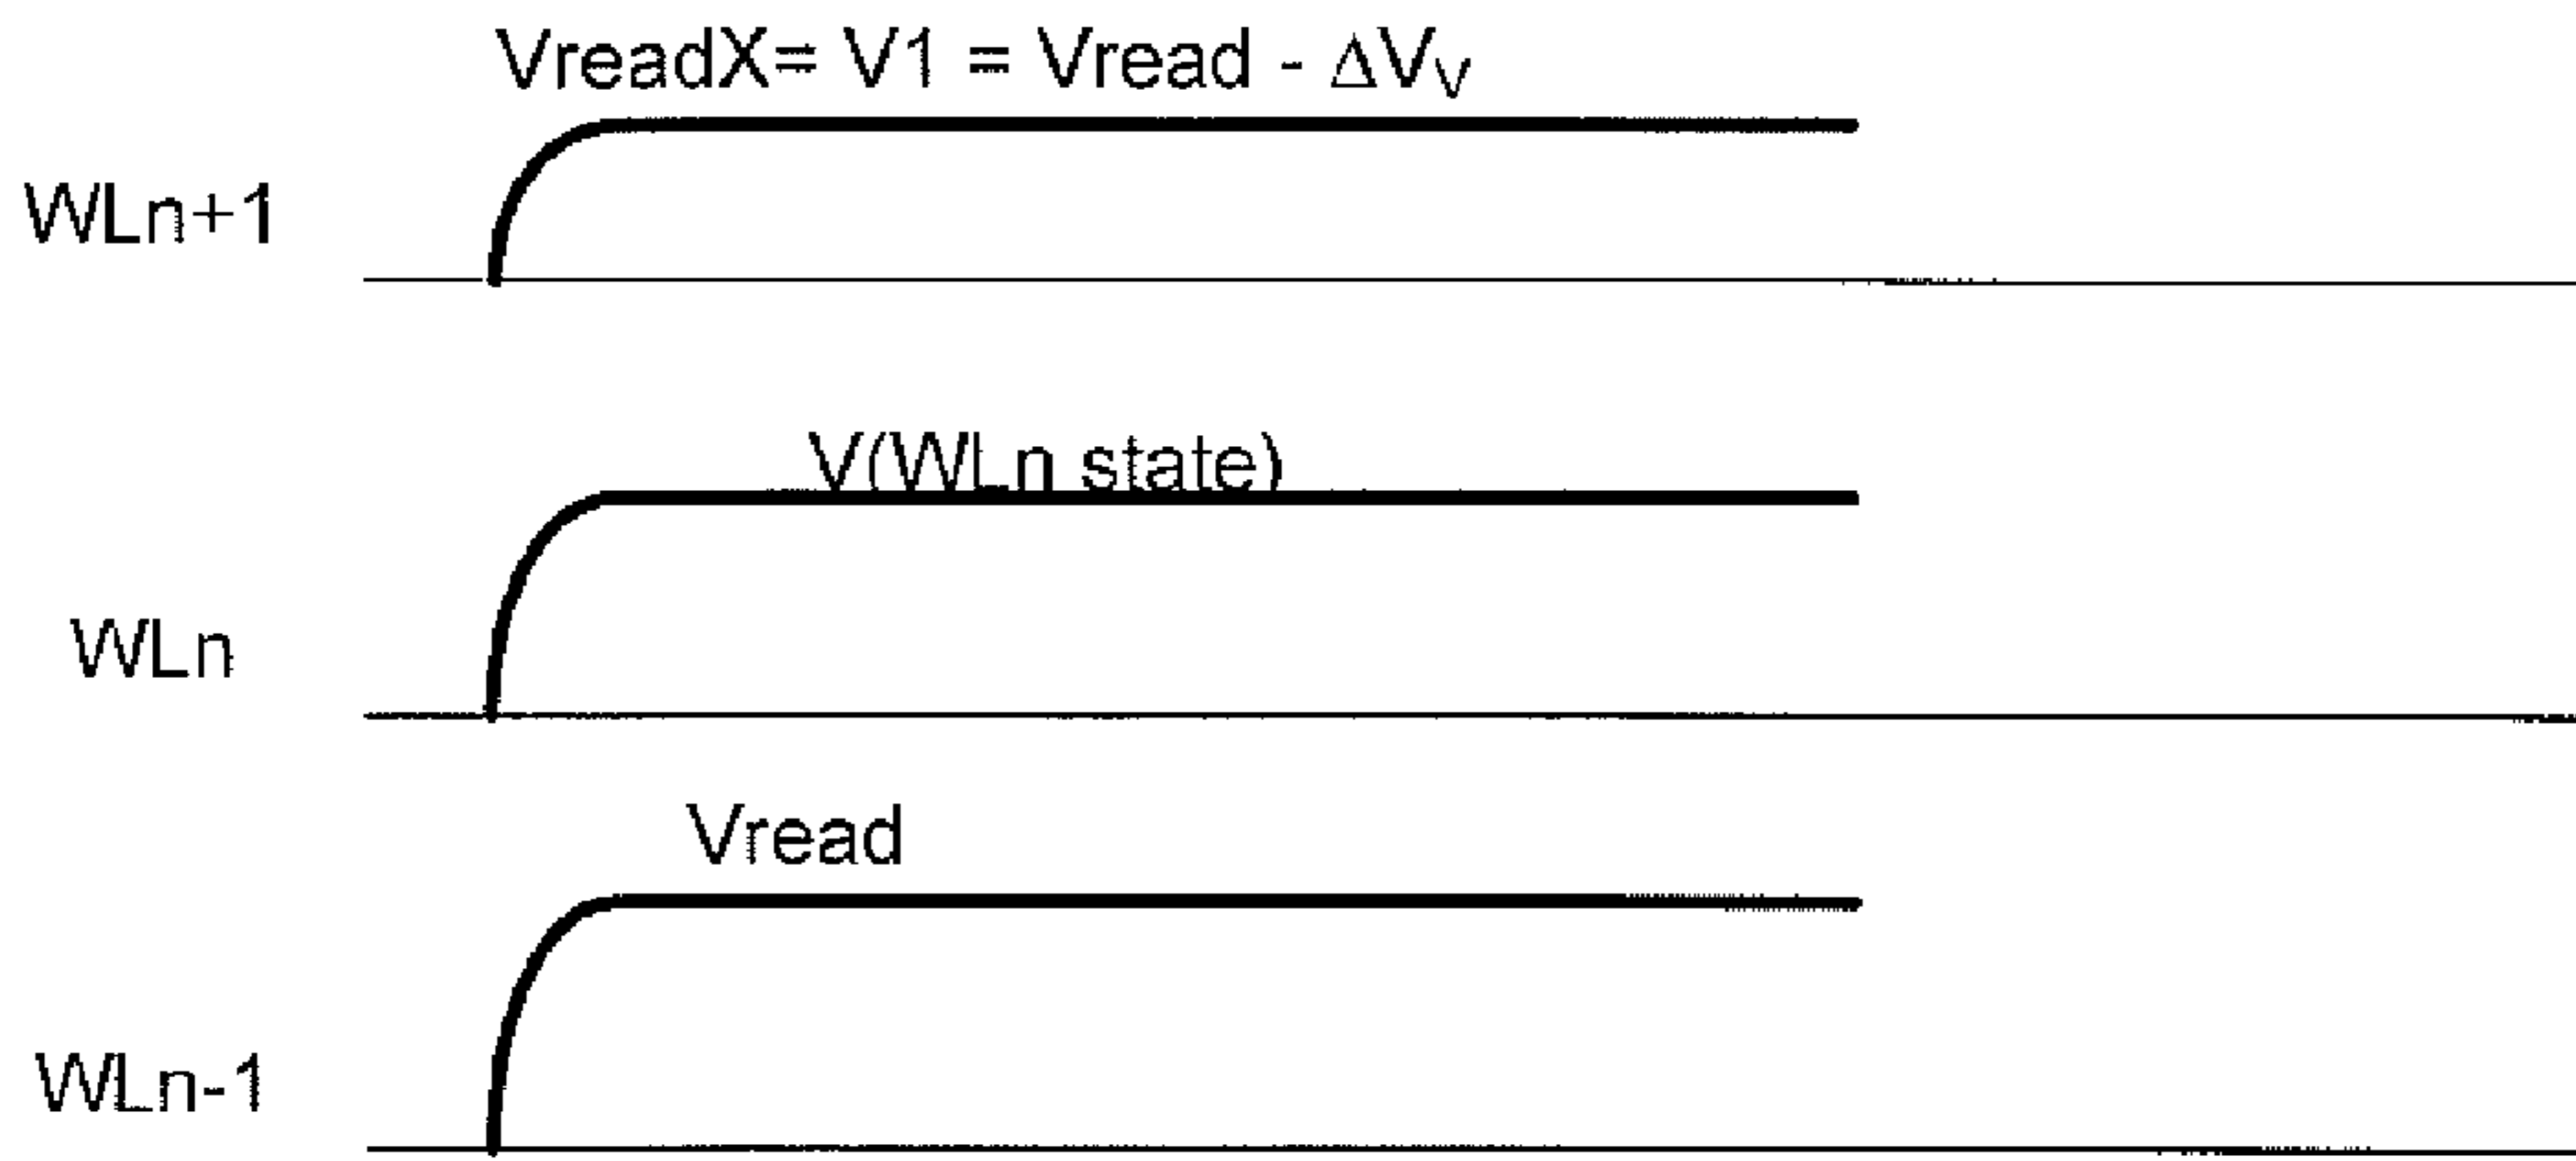 VreadX= V1 = Vread - ΔVV
WLn+1
V(WLn state)
WLn
Vread
WLn-1